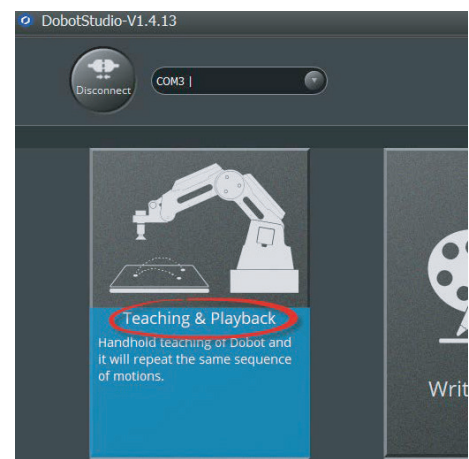 DobotStudio-V1.4.13
Disconnect
COM3 |
Teaching & Playback
Handhold teaching of Dobot and
it will repeat the same sequence
of motions.
Writ